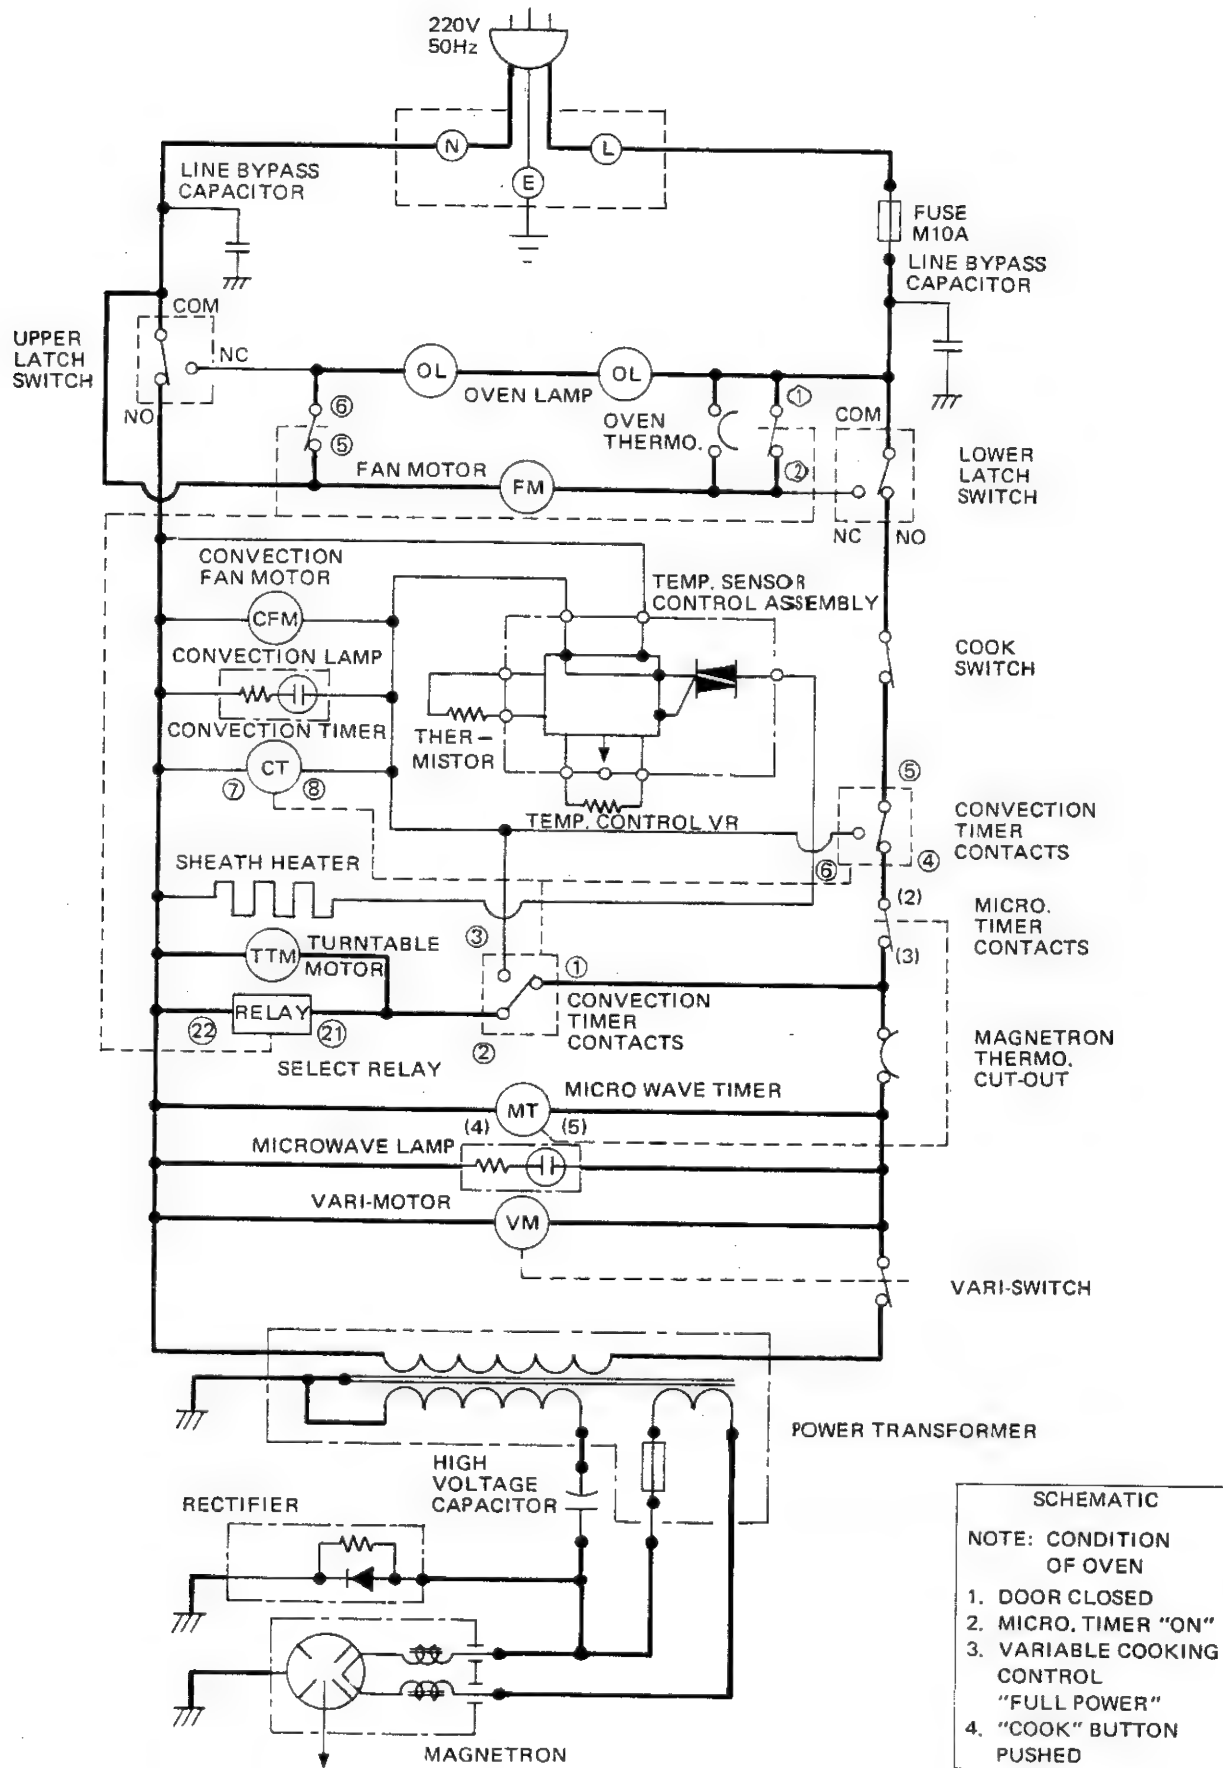 220V
50Hz
N
L
E
LINE BYPASS
CAPACITOR
FUSE
M10A
LINE BYPASS
CAPACITOR
COM
UPPER
LATCH
SWITCH
NC
NO
OL
OL
OVEN LAMP
⑥
⑤
OVEN
THERMO.
①
②
COM
LOWER
LATCH
SWITCH
NC
NO
FAN MOTOR
FM
CONVECTION
FAN MOTOR
CFM
TEMP. SENSOR
CONTROL ASSEMBLY
COOK
SWITCH
CONVECTION LAMP
CONVECTION TIMER
CT
⑦
⑧
THER-
MISTOR
TEMP. CONTROL VR
⑤
CONVECTION
TIMER
CONTACTS
⑥
④
SHEATH HEATER
(2)
MICRO.
TIMER
CONTACTS
(3)
TTM
TURNTABLE
MOTOR
③
①
CONVECTION
TIMER
CONTACTS
②
㉒
RELAY
㉑
SELECT RELAY
MAGNETRON
THERMO.
CUT-OUT
MICRO WAVE TIMER
MT
(4)
(5)
MICROWAVE LAMP
VARI-MOTOR
VM
VARI-SWITCH
POWER TRANSFORMER
HIGH
VOLTAGE
CAPACITOR
RECTIFIER
MAGNETRON
SCHEMATIC
NOTE: CONDITION
OF OVEN
1. DOOR CLOSED
2. MICRO. TIMER "ON"
3. VARIABLE COOKING
CONTROL
"FULL POWER"
4. "COOK" BUTTON
PUSHED